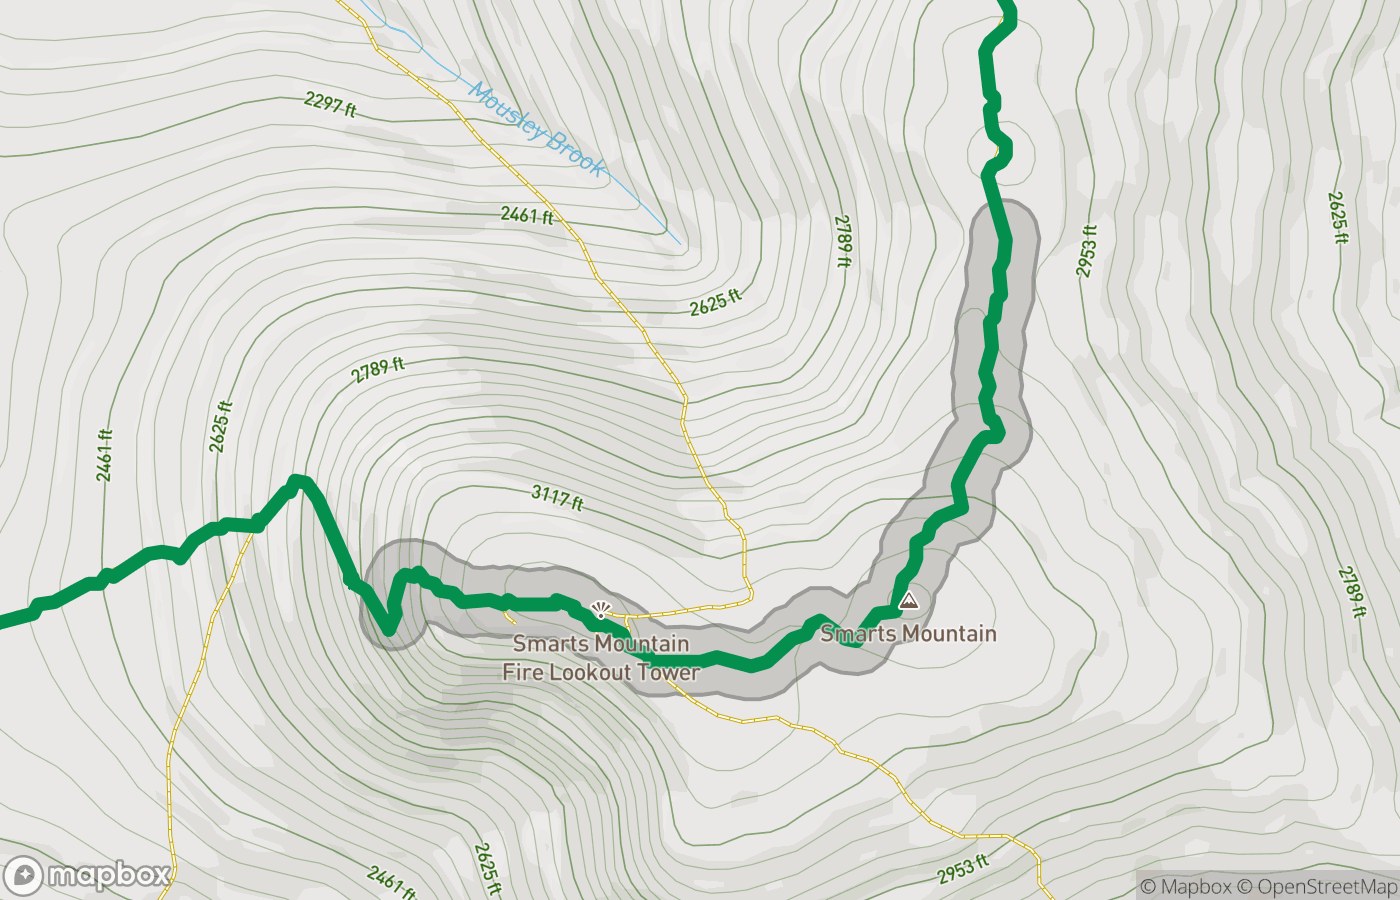 Mousley Brook
2297 ft
2461 ft
2789 ft
2625 ft
2953 ft
2625 ft
2789 ft
2625 ft
2461 ft
3117 ft
2789 ft
Smarts Mountain
Fire Lookout Tower
Smarts Mountain
2625 ft
2461 ft
2953 ft
mapbox
© Mapbox © OpenStreetMap